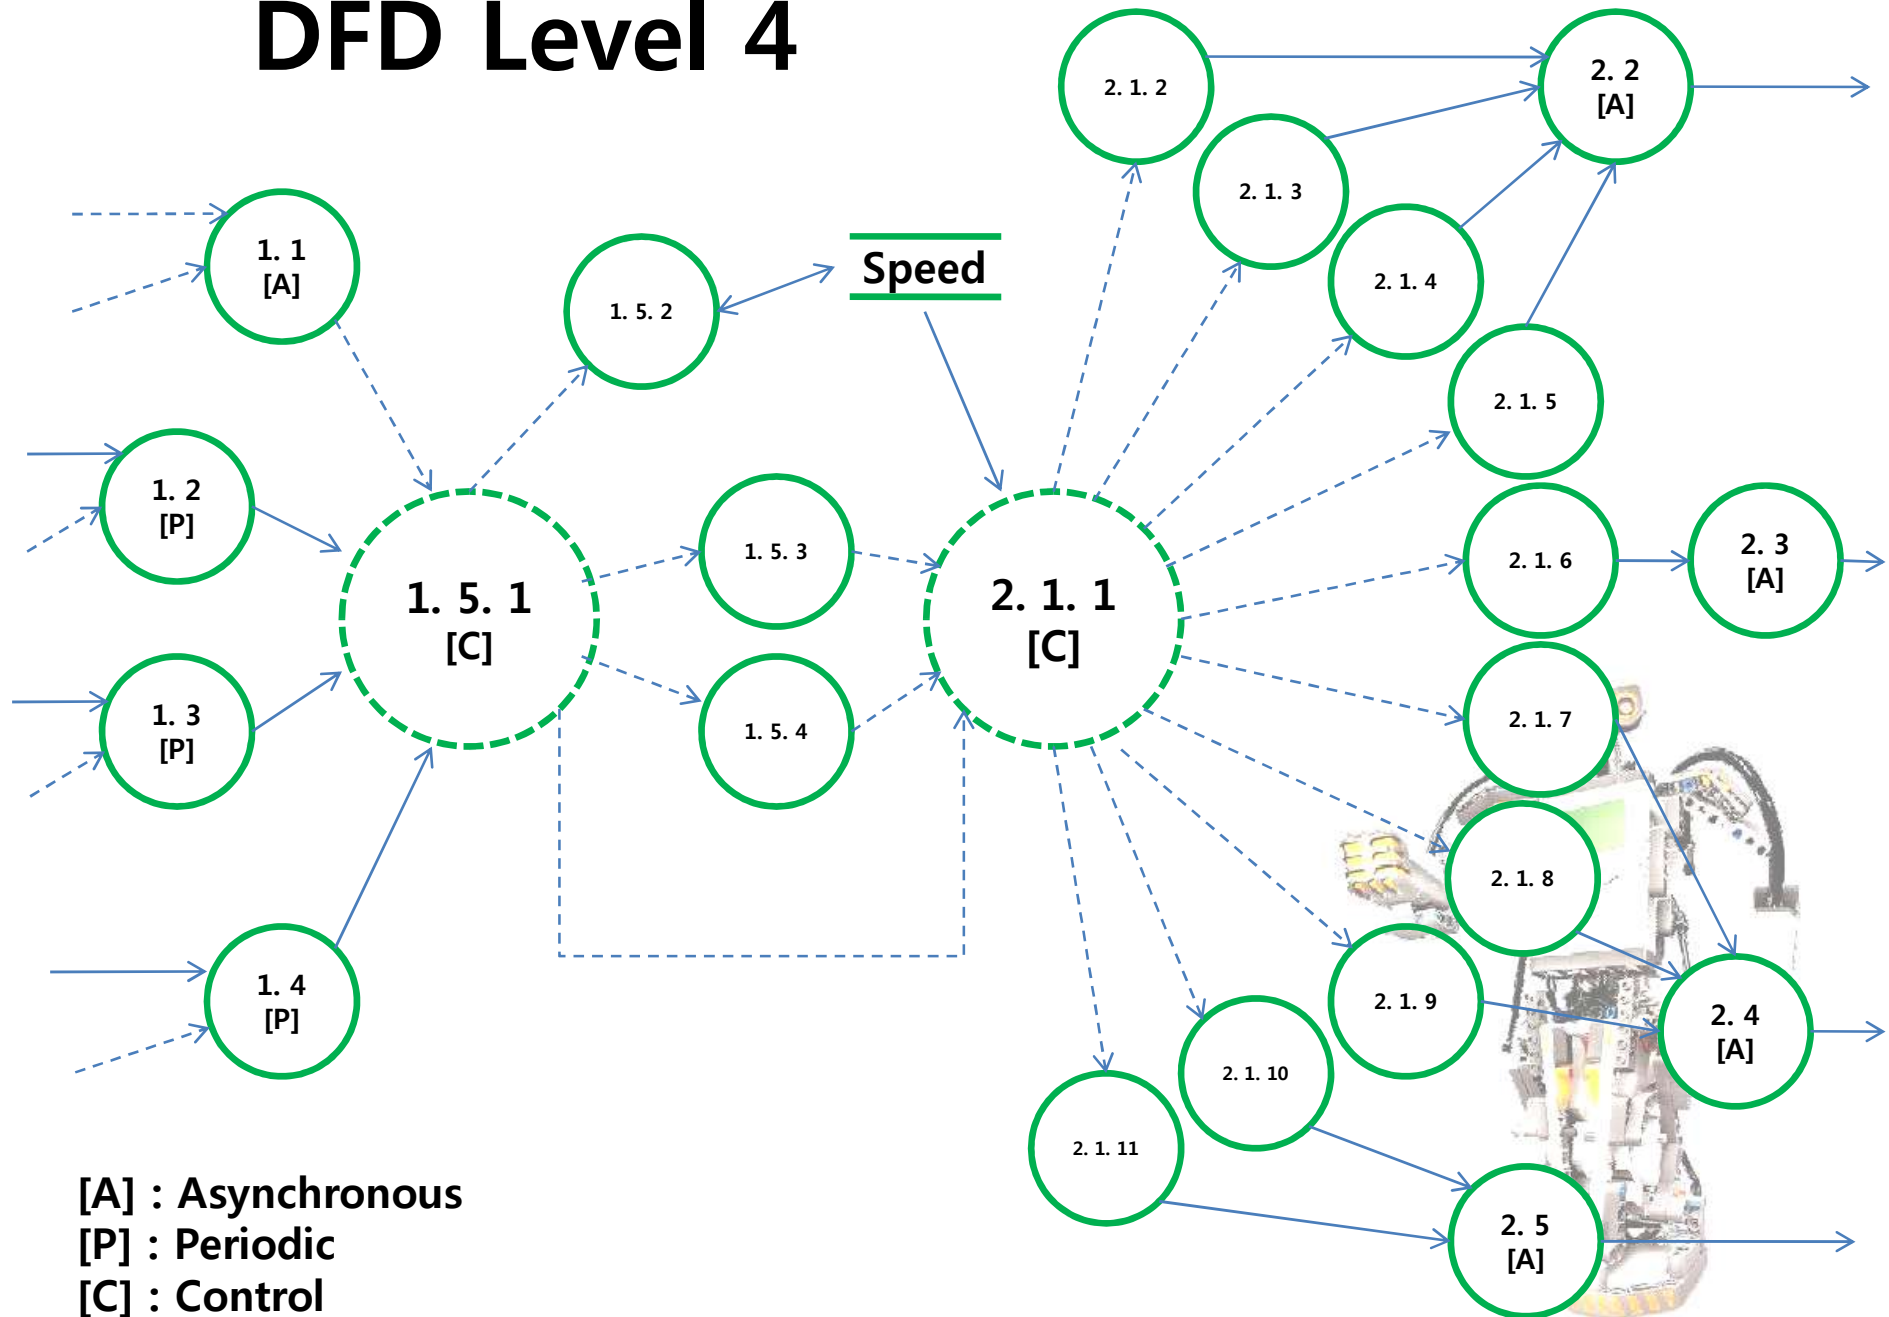 DFD Level 4
2. 1. 2
2. 2
[A]
2. 1. 3
1. 1
[A]
Speed
2. 1. 4
1. 5. 2
2. 1. 5
1. 2
[P]
1. 5. 3
2. 1. 6
2. 3
[A]
1. 5. 1
[C]
2. 1. 1
[C]
1. 3
[P]
1. 5. 4
2. 1. 7
2. 1. 8
1. 4
[P]
2. 1. 9
2. 4
[A]
2. 1. 10
2. 1. 11
2. 5
[A]
[A] : Asynchronous
[P] : Periodic
[C] : Control